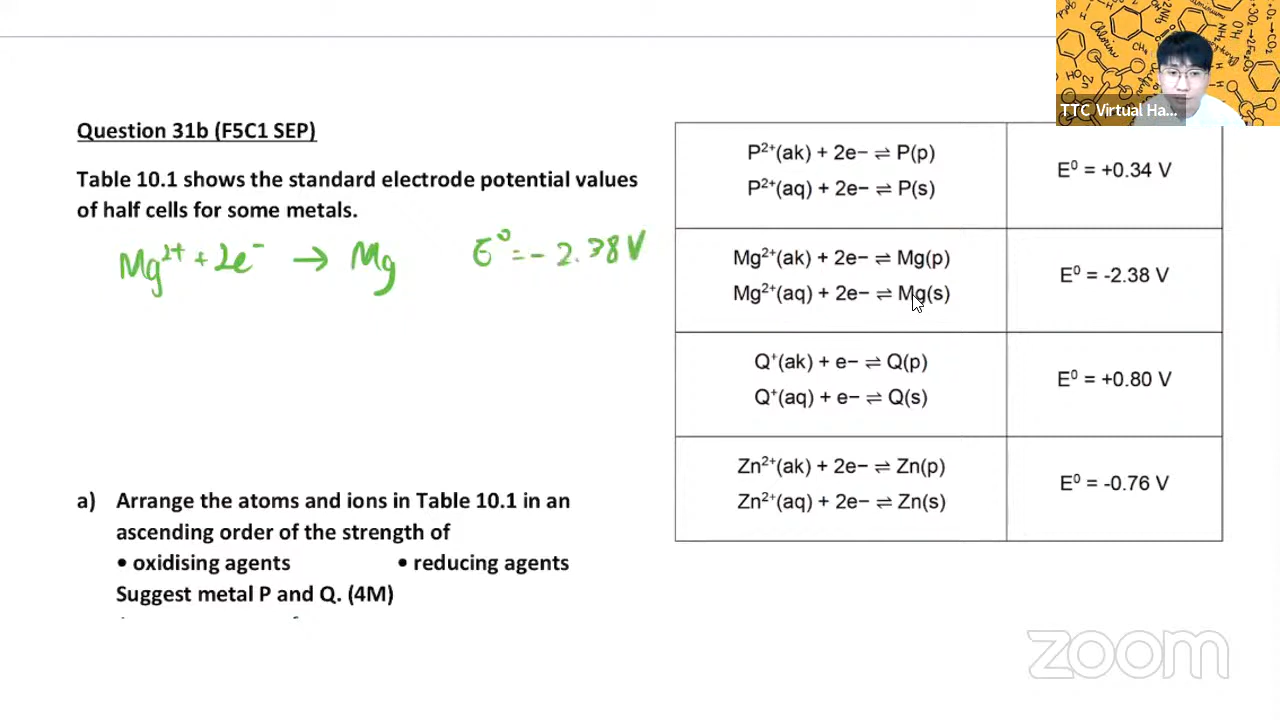 Question 31b (F5C1 SEP)
Table 10.1 shows the standard electrode potential values
of half cells for some metals.
Mg²⁺ + 2e⁻ → Mg E⁰ = - 2.38 V
a) Arrange the atoms and ions in Table 10.1 in an
ascending order of the strength of
• oxidising agents • reducing agents
Suggest metal P and Q. (4M)
P²⁺(ak) + 2e− ⇌ P(p)
P²⁺(aq) + 2e− ⇌ P(s)
E⁰ = +0.34 V
Mg²⁺(ak) + 2e− ⇌ Mg(p)
Mg²⁺(aq) + 2e− ⇌ Mg(s)
E⁰ = -2.38 V
Q⁺(ak) + e− ⇌ Q(p)
Q⁺(aq) + e− ⇌ Q(s)
E⁰ = +0.80 V
Zn²⁺(ak) + 2e− ⇌ Zn(p)
Zn²⁺(aq) + 2e− ⇌ Zn(s)
E⁰ = -0.76 V
TTC Virtual Ha...
Chlorine
zoom